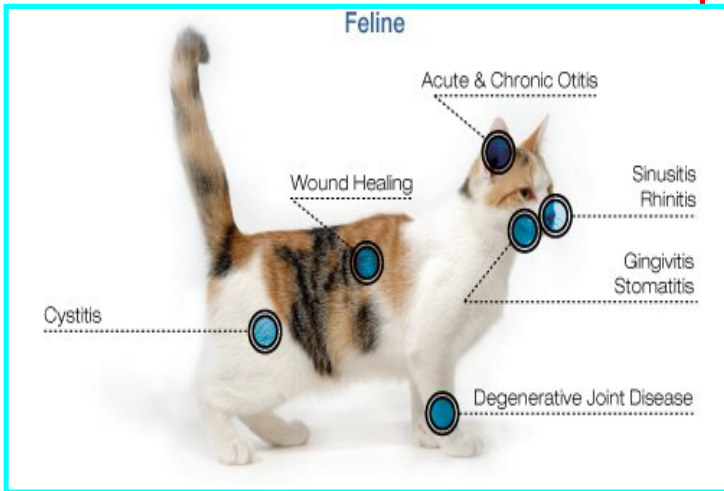 Feline
Acute & Chronic Otitis
Wound Healing
Sinusitis
Rhinitis
Gingivitis
Stomatitis
Cystitis
Degenerative Joint Disease